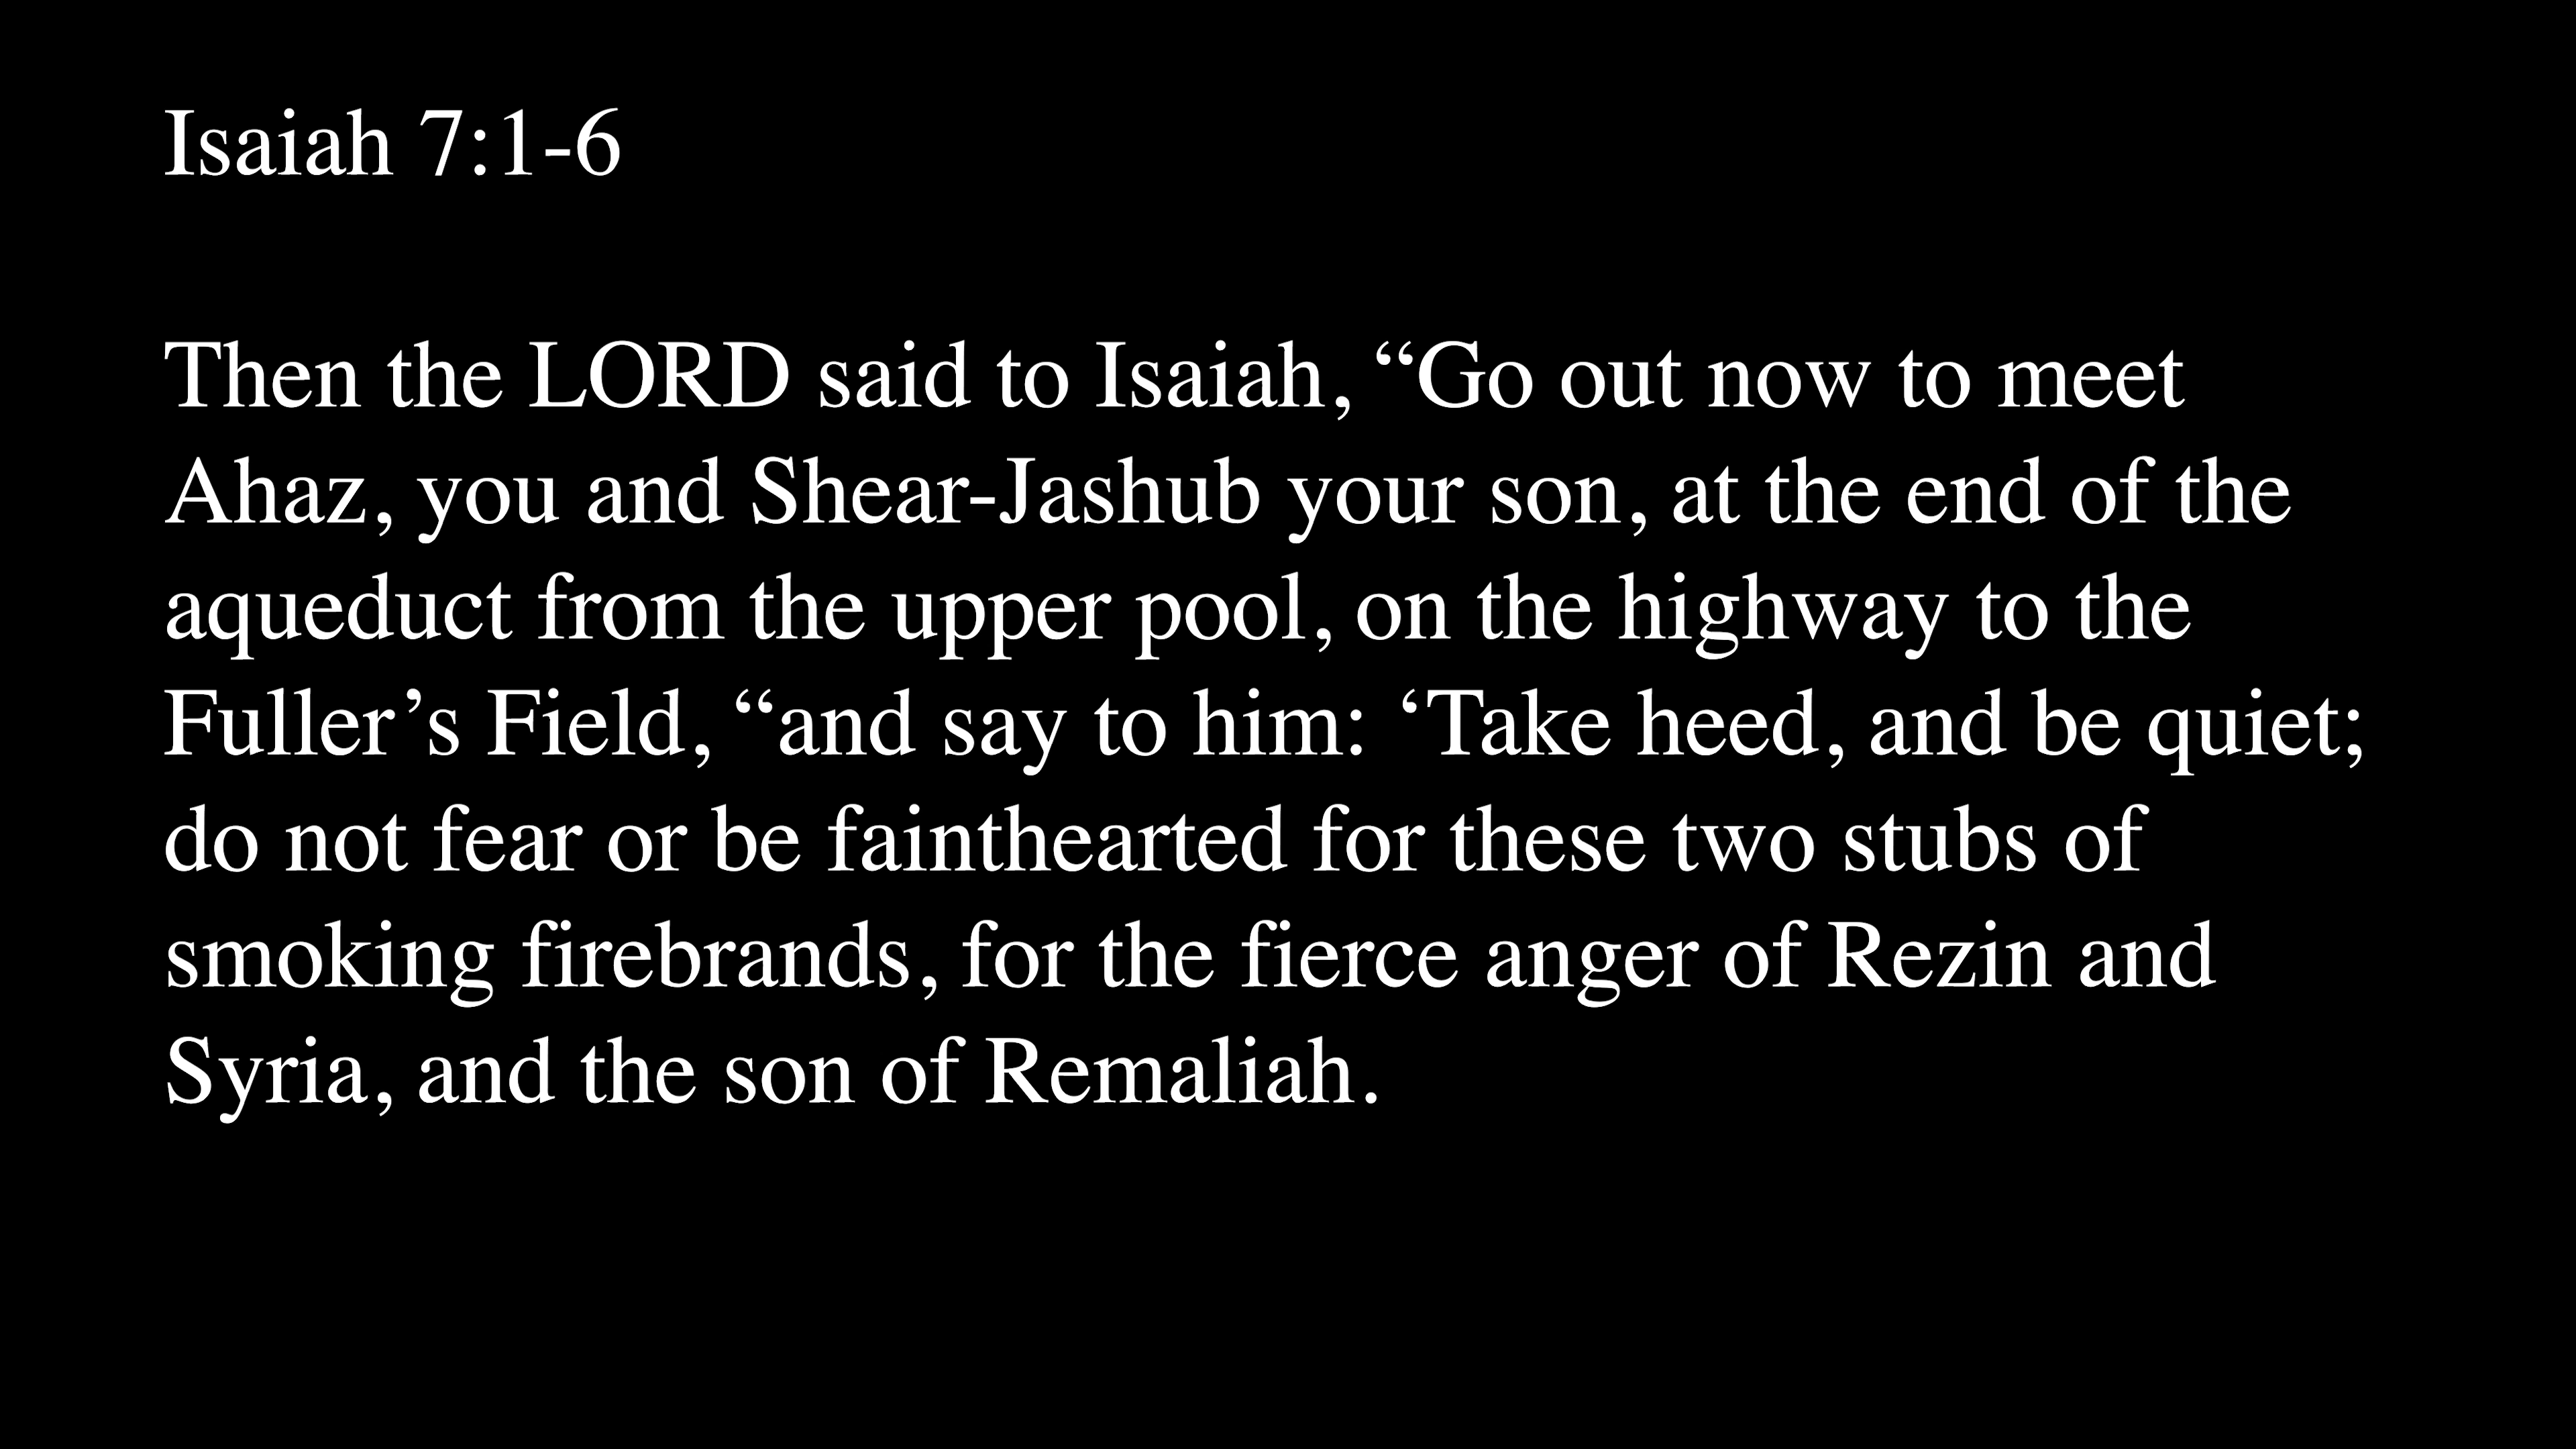 Isaiah 7:1-6
Then the LORD said to Isaiah, “Go out now to meet
Ahaz, you and Shear-Jashub your son, at the end of the
aqueduct from the upper pool, on the highway to the
Fuller’s Field, “and say to him: ‘Take heed, and be quiet;
do not fear or be fainthearted for these two stubs of
smoking firebrands, for the fierce anger of Rezin and
Syria, and the son of Remaliah.